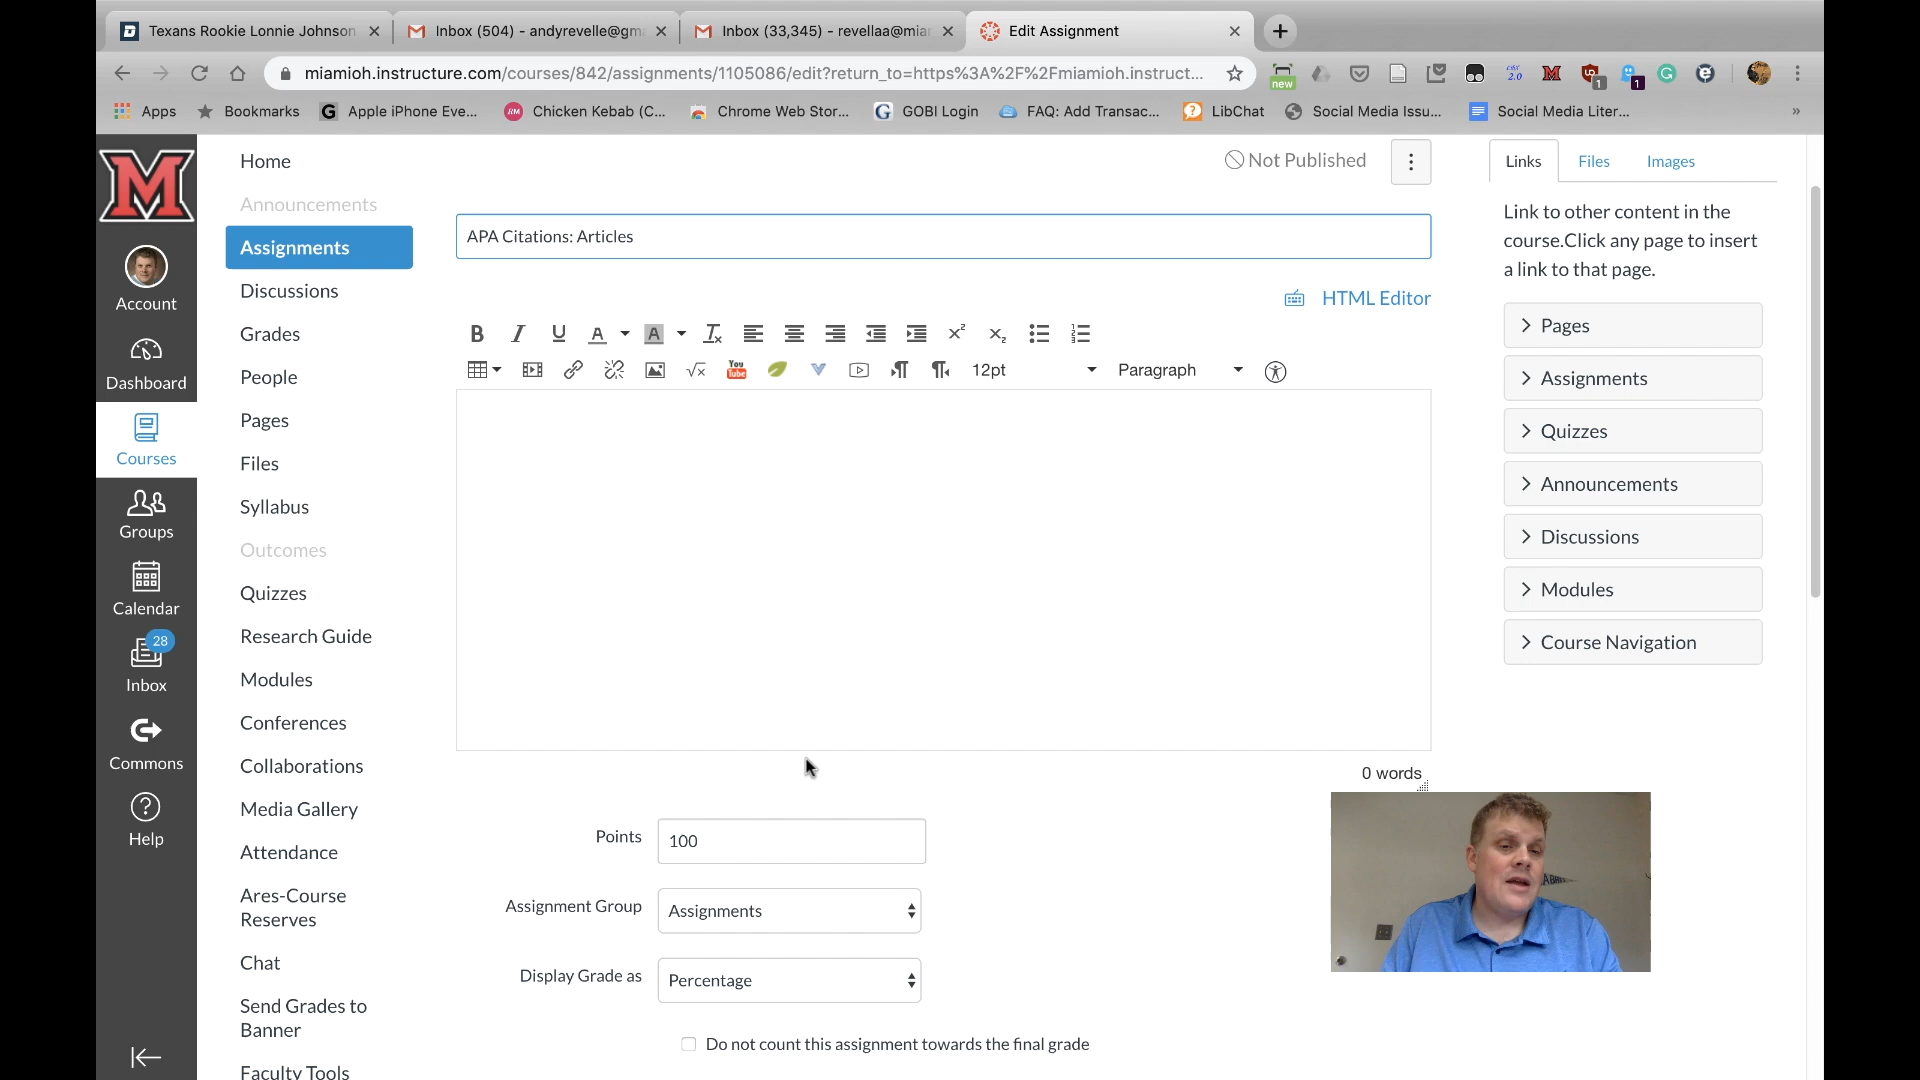 Texans Rookie Lonnie Johnson
Inbox (504) - andyrevelle@gm
Inbox (33,345) - revellaa@mia
Edit Assignment
miamioh.instructure.com/courses/842/assignments/1105086/edit?return_to=https%3A%2F%2Fmiamioh.instruct...
new
2.0
1
1
Apps
Bookmarks
Apple iPhone Eve...
Chicken Kebab (C...
Chrome Web Stor...
GOBI Login
FAQ: Add Transac...
LibChat
Social Media Issu...
Social Media Liter...
»
M
Account
Dashboard
Courses
Groups
Calendar
28
Inbox
Commons
Help
Home
Announcements
Assignments
Discussions
Grades
People
Pages
Files
Syllabus
Outcomes
Quizzes
Research Guide
Modules
Conferences
Collaborations
Media Gallery
Attendance
Ares-Course
Reserves
Chat
Send Grades to
Banner
Faculty Tools
Not Published
APA Citations: Articles
HTML Editor
You
Tube
12pt
Paragraph
0 words
Points
100
Assignment Group
Assignments
Display Grade as
Percentage
Do not count this assignment towards the final grade
Links
Files
Images
Link to other content in the
course.Click any page to insert
a link to that page.
Pages
Assignments
Quizzes
Announcements
Discussions
Modules
Course Navigation